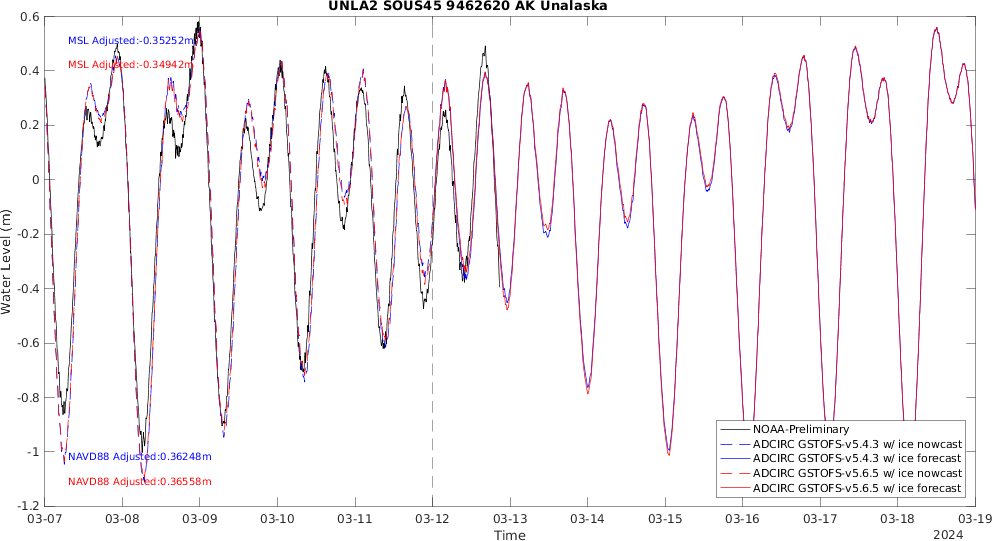 UNLA2 SOUS45 9462620 AK Unalaska
MSL Adjusted:-0.35252m
MSL Adjusted:-0.34942m
NAVD88 Adjusted:0.36248m
NAVD88 Adjusted:0.36558m
Water Level (m)
0.6
0.4
0.2
0
-0.2
-0.4
-0.6
-0.8
-1
-1.2
NOAA-Preliminary
ADCIRC GSTOFS-v5.4.3 w/ ice nowcast
ADCIRC GSTOFS-v5.4.3 w/ ice forecast
ADCIRC GSTOFS-v5.6.5 w/ ice nowcast
ADCIRC GSTOFS-v5.6.5 w/ ice forecast
03-07 03-08 03-09 03-10 03-11 03-12 03-13 03-14 03-15 03-16 03-17 03-18 03-19
Time
2024